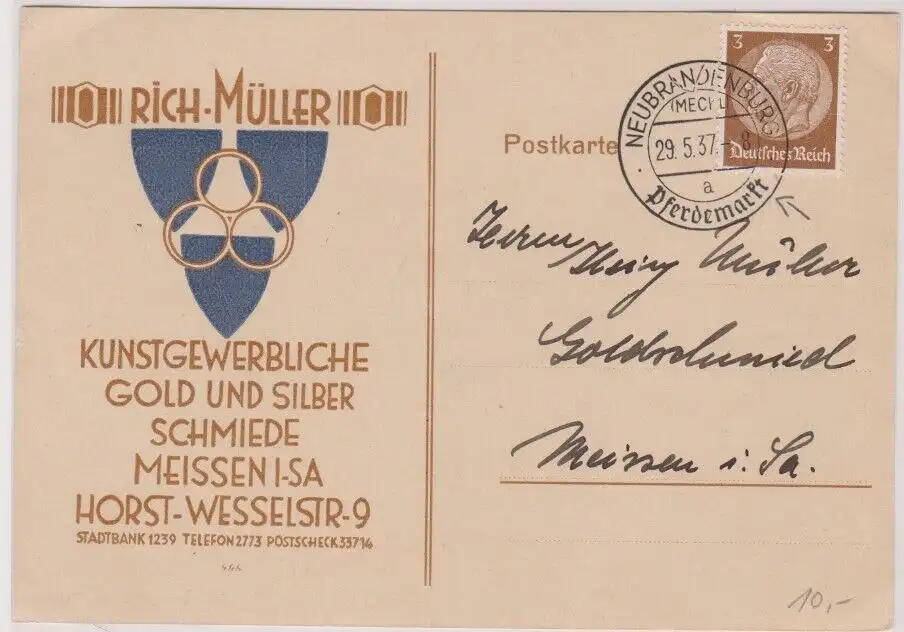 RICH-MÜLLER
KUNSTGEWERBLICHE
GOLD UND SILBER
SCHMIEDE
MEISSEN I-SA
HORST-WESSELSTR-9
STADTBANK 1239 TELEFON 2773 POSTSCHECK 33714
Postkarte
3 3
Deutsches Reich
NEUBRANDENBURG
(MECKL)
29.5.37.-8
a
Pferdemarkt
Herrn Müller
Goldschmied
Meissen i. Sa.
10,-